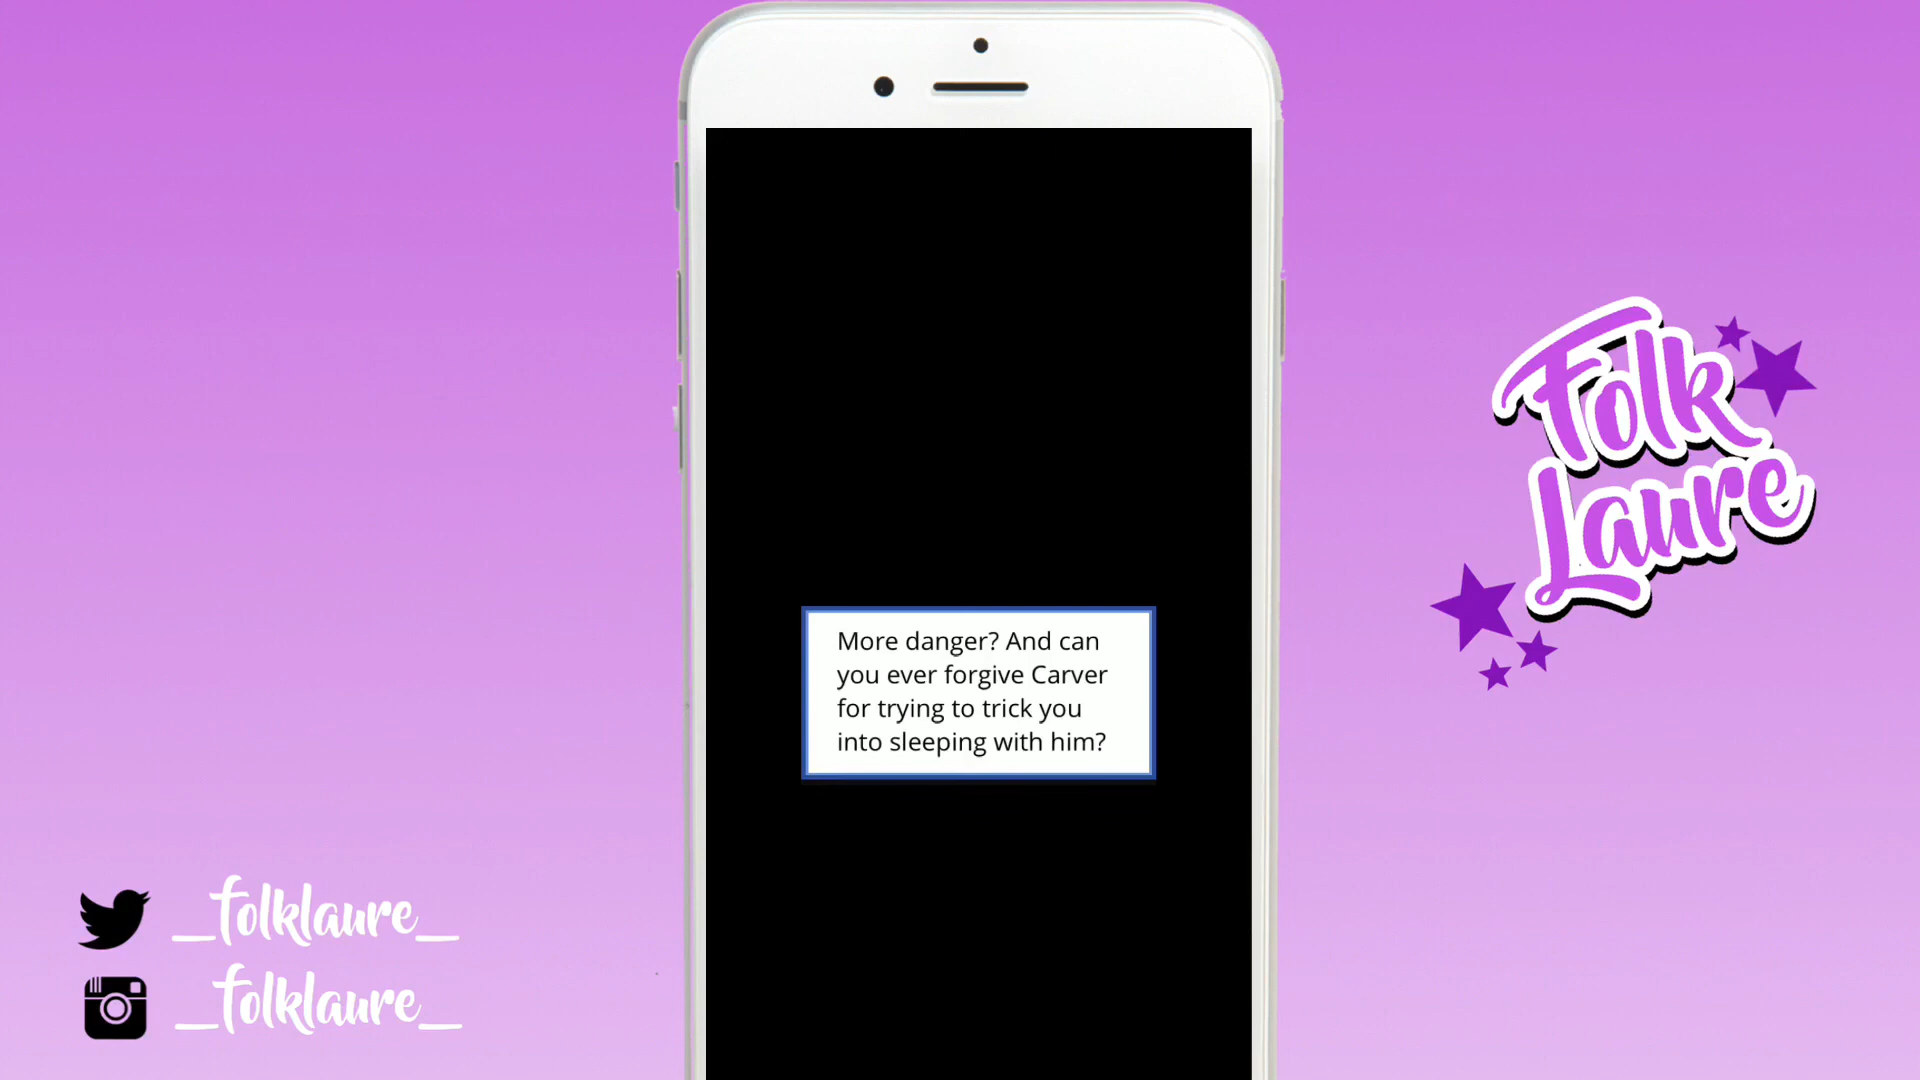 More danger? And can
you ever forgive Carver
for trying to trick you
into sleeping with him?
Folk
Laure
_folklaure_
_folklaure_